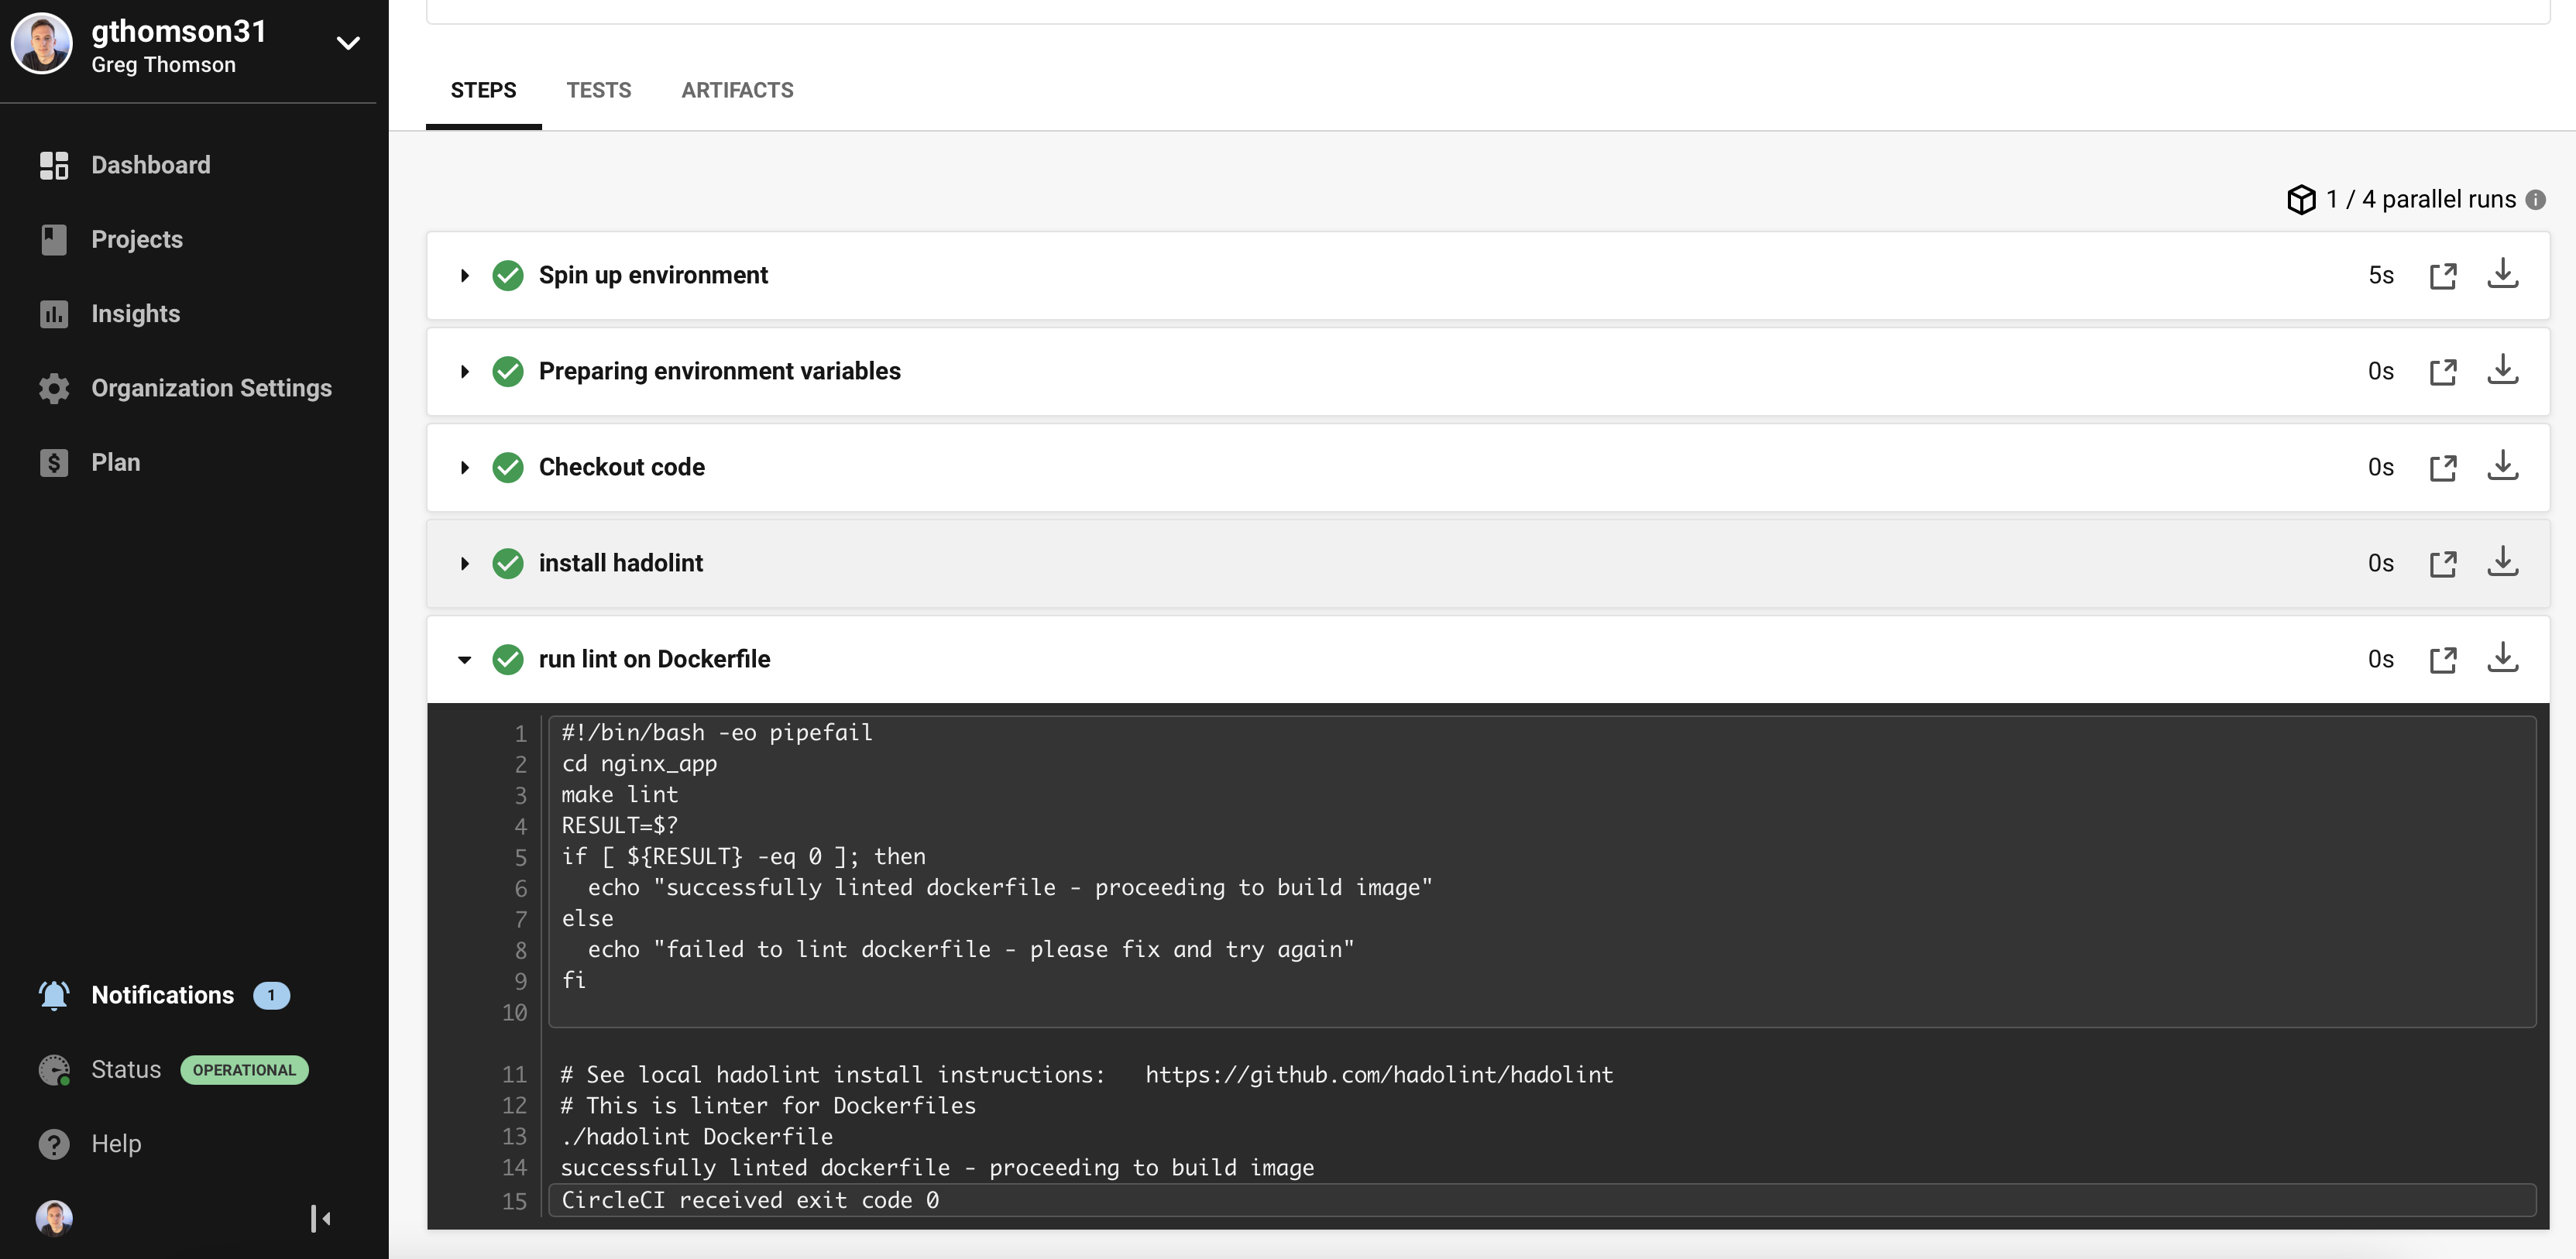 gthomson31
Greg Thomson
Dashboard
Projects
Insights
Organization Settings
Plan
Notifications 1
Status OPERATIONAL
Help
STEPS TESTS ARTIFACTS
1 / 4 parallel runs
Spin up environment 5s
Preparing environment variables 0s
Checkout code 0s
install hadolint 0s
run lint on Dockerfile 0s
1 #!/bin/bash -eo pipefail
2 cd nginx_app
3 make lint
4 RESULT=$?
5 if [ ${RESULT} -eq 0 ]; then
6   echo "successfully linted dockerfile - proceeding to build image"
7 else
8   echo "failed to lint dockerfile - please fix and try again"
9 fi
10
11 # See local hadolint install instructions:   https://github.com/hadolint/hadolint
12 # This is linter for Dockerfiles
13 ./hadolint Dockerfile
14 successfully linted dockerfile - proceeding to build image
15 CircleCI received exit code 0